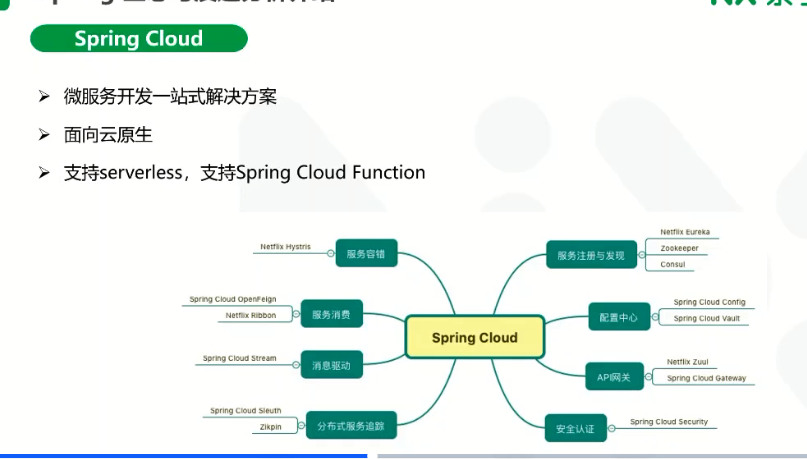 Spring Cloud
微服务开发一站式解决方案
面向云原生
支持serverless，支持Spring Cloud Function
Netflix Hystris
服务容错
Spring Cloud OpenFeign
Netflix Ribbon
服务消费
Spring Cloud Stream
消息驱动
Spring Cloud Sleuth
Zikpin
分布式服务追踪
Spring Cloud
服务注册与发现
Netflix Eureka
Zookeeper
Consul
配置中心
Spring Cloud Config
Spring Cloud Vault
API网关
Netflix Zuul
Spring Cloud Gateway
安全认证
Spring Cloud Security